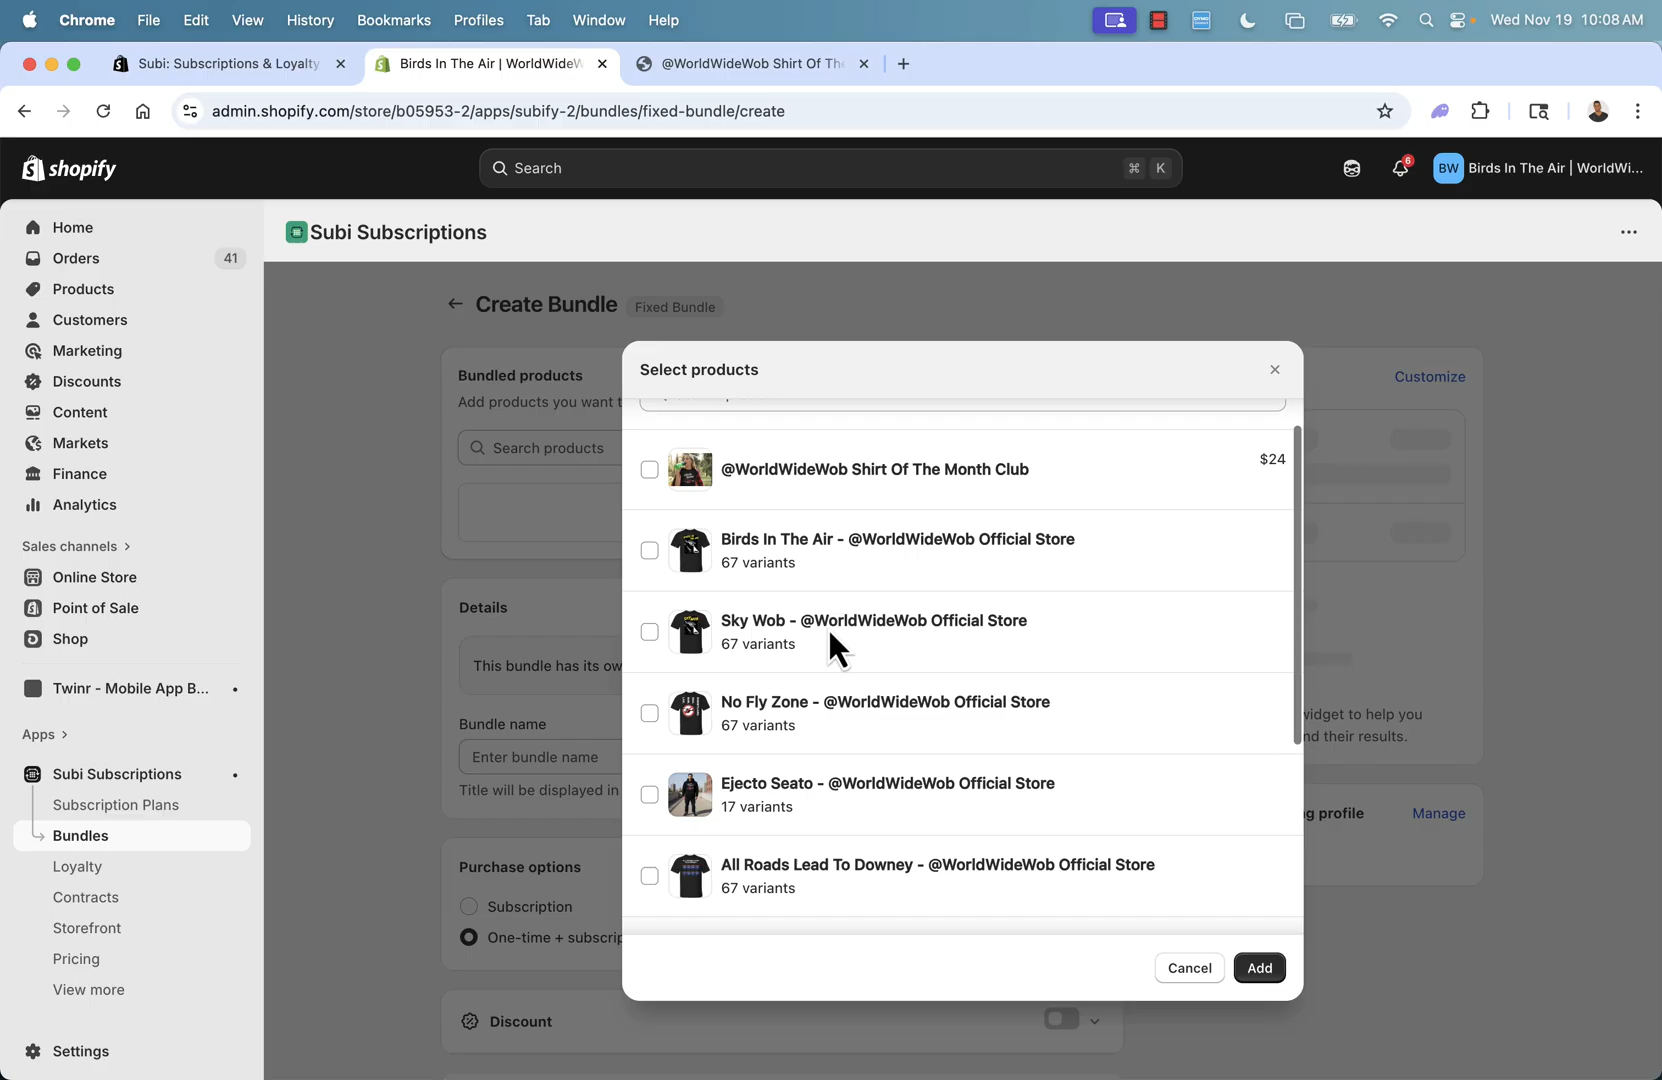 Chrome File Edit View History Bookmarks Profiles Tab Window Help Wed Nov 19 10:08 AM
Subi: Subscriptions & Loyalty
Birds In The Air | WorldWideW
@WorldWideWob Shirt Of The
admin.shopify.com/store/b05953-2/apps/subify-2/bundles/fixed-bundle/create
shopify
Search
⌘ K
6
BW
Birds In The Air | WorldWi...
Home
Orders 41
Products
Customers
Marketing
Discounts
Content
Markets
Finance
Analytics
Sales channels
Online Store
Point of Sale
Shop
Twinr - Mobile App B...
Apps
Subi Subscriptions
Subscription Plans
Bundles
Loyalty
Contracts
Storefront
Pricing
View more
Settings
Subi Subscriptions
Create Bundle Fixed Bundle
Bundled products
Add products you want t
Search products
Details
This bundle has its ow
Bundle name
Enter bundle name
Title will be displayed in
Purchase options
Subscription
One-time + subscrip
Discount
Select products
@WorldWideWob Shirt Of The Month Club
$24
Birds In The Air - @WorldWideWob Official Store
67 variants
Sky Wob - @WorldWideWob Official Store
67 variants
No Fly Zone - @WorldWideWob Official Store
67 variants
Ejecto Seato - @WorldWideWob Official Store
17 variants
All Roads Lead To Downey - @WorldWideWob Official Store
67 variants
Cancel
Add
Customize
widget to help you
nd their results.
g profile
Manage